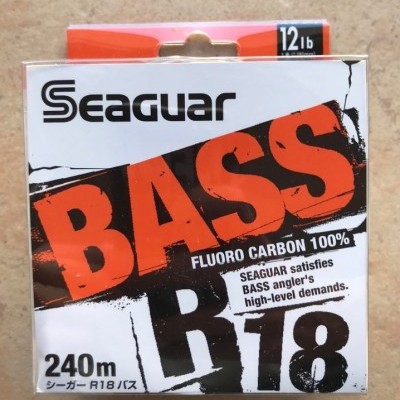 12lb
Seaguar
BASS
FLUORO CARBON 100%
SEAGUAR satisfies
BASS angler's
high-level demands.
R18
240m
シーガー R18 バス